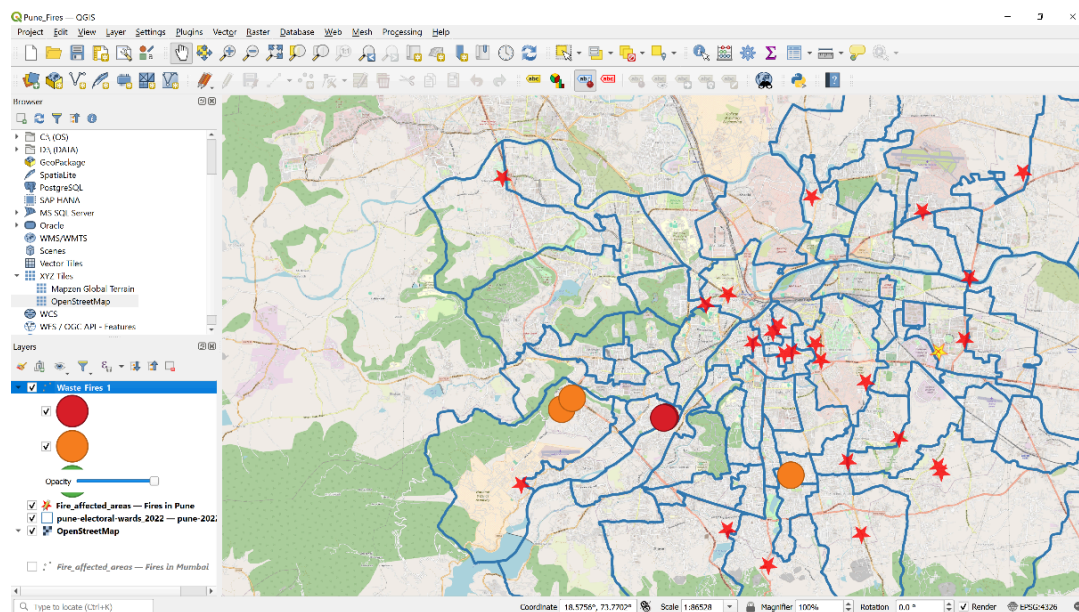 Pune_Fires — QGIS
Project Edit View Layer Settings Plugins Vector Raster Database Web Mesh Processing Help
Browser
C:\ (OS)
D:\ (DATA)
GeoPackage
SpatiaLite
PostgreSQL
SAP HANA
MS SQL Server
Oracle
WMS/WMTS
Scenes
Vector Tiles
XYZ Tiles
Mapzen Global Terrain
OpenStreetMap
WCS
WFS / OGC API - Features
Layers
Waste Fires 1
Opacity
Fire_affected_areas — Fires in Pune
pune-electoral-wards_2022 — pune-202
OpenStreetMap
Fire_affected_areas — Fires in Mumbai
Type to locate (Ctrl+K)
Coordinate 18.5756°, 73.7702° Scale 1:86528 Magnifier 100% Rotation 0.0 ° Render EPSG:4326